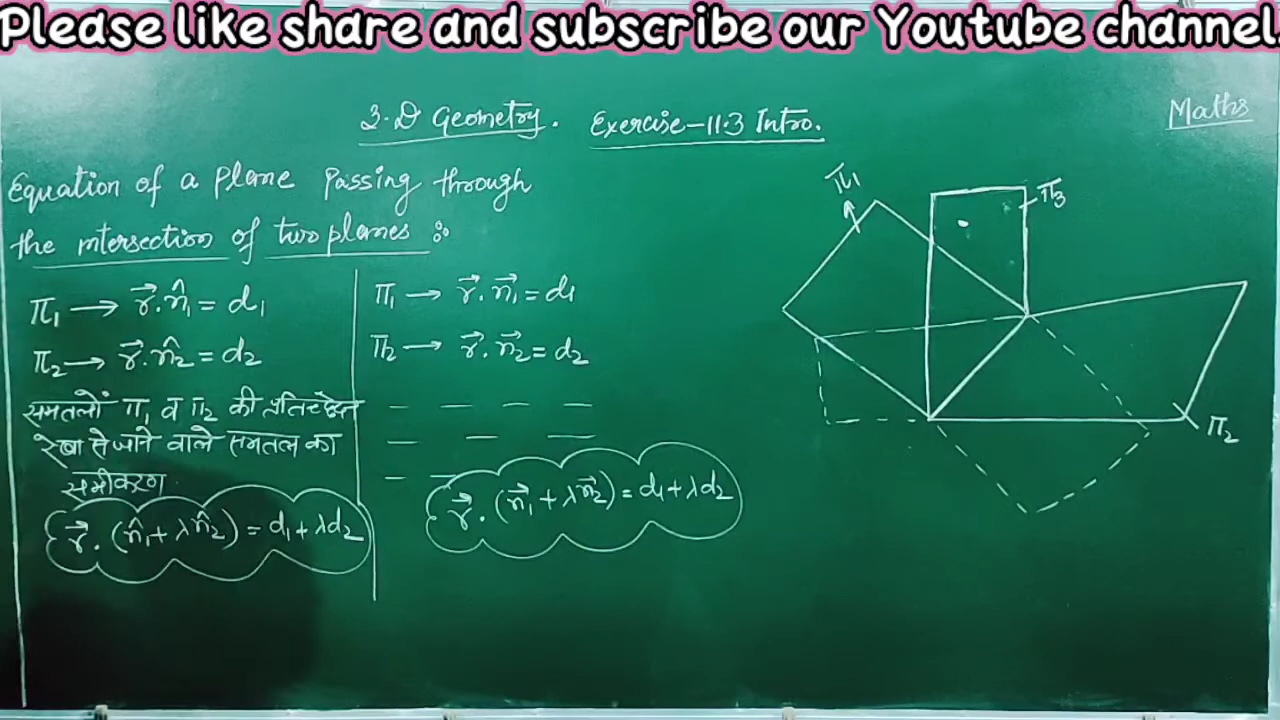 Please like share and subscribe our Youtube channel.
3-D Geometry. Exercise-11.3 Intro.
Maths
Equation of a plane Passing through
the intersection of two planes :-
π₁ → r⃗.n̂₁ = d₁
π₂ → r⃗.n̂₂ = d₂
समतलों π₁ व π₂ की प्रतिच्छेदन
रेखा से जाने वाले समतल का
समीकरण
r⃗.(n̂₁+λn̂₂) = d₁+λd₂
π₁ → r⃗.n⃗₁ = d₁
π₂ → r⃗.n⃗₂ = d₂
r⃗.(n⃗₁+λn⃗₂) = d₁+λd₂
π₁
π₃
π₂